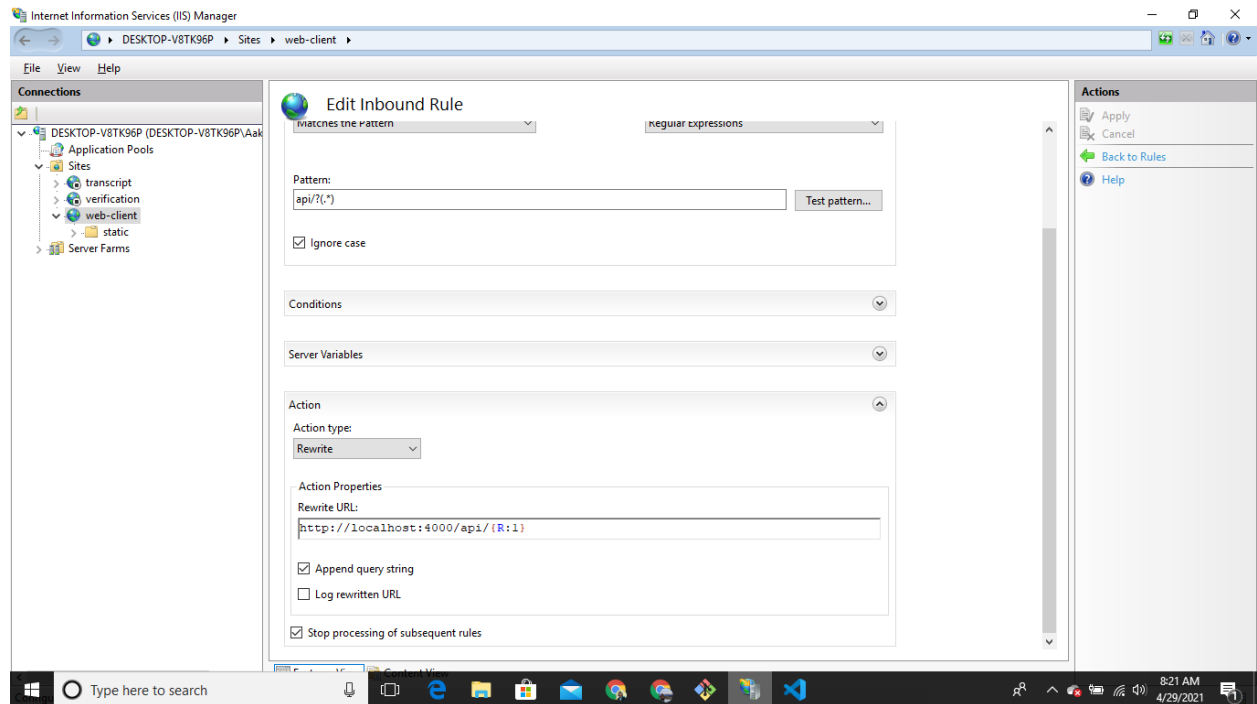 Internet Information Services (IIS) Manager
DESKTOP-V8TK96P Sites web-client
File View Help
Connections
DESKTOP-V8TK96P (DESKTOP-V8TK96P\Aak
Application Pools
Sites
transcript
verification
web-client
static
Server Farms
Edit Inbound Rule
Matches the Pattern
Regular Expressions
Pattern:
api/?(.*)
Test pattern...
Ignore case
Conditions
Server Variables
Action
Action type:
Rewrite
Action Properties
Rewrite URL:
http://localhost:4000/api/{R:1}
Append query string
Log rewritten URL
Stop processing of subsequent rules
Content View
Actions
Apply
Cancel
Back to Rules
Help
Type here to search
8:21 AM
4/29/2021
1